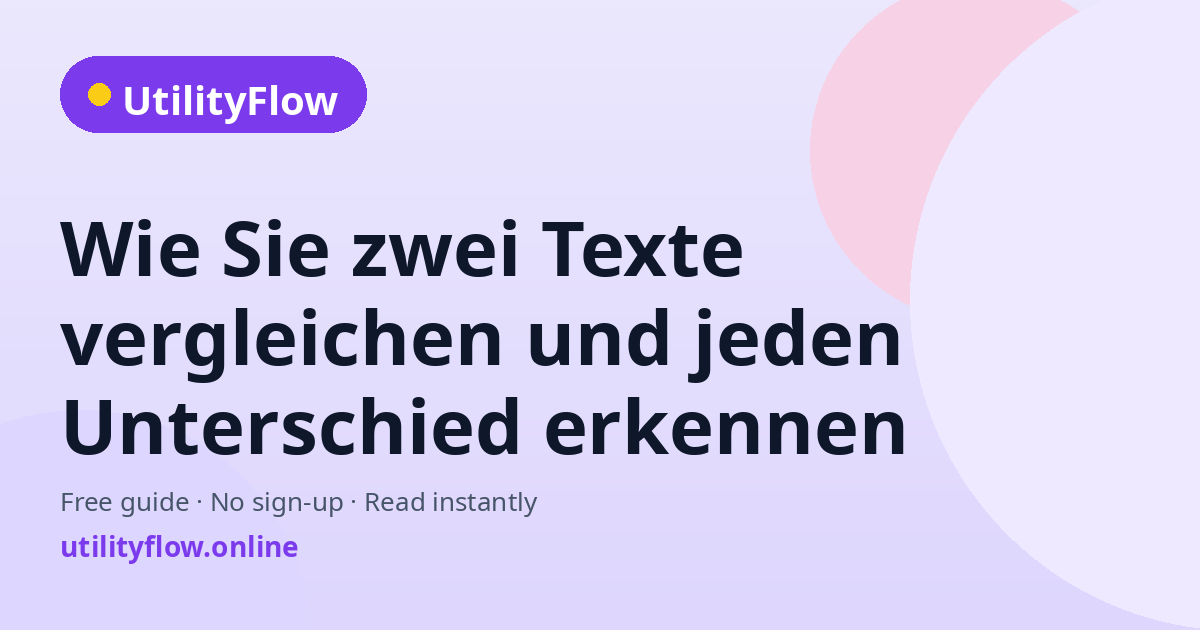 UtilityFlow
Wie Sie zwei Texte
vergleichen und jeden
Unterschied erkennen
Free guide · No sign-up · Read instantly
utilityflow.online